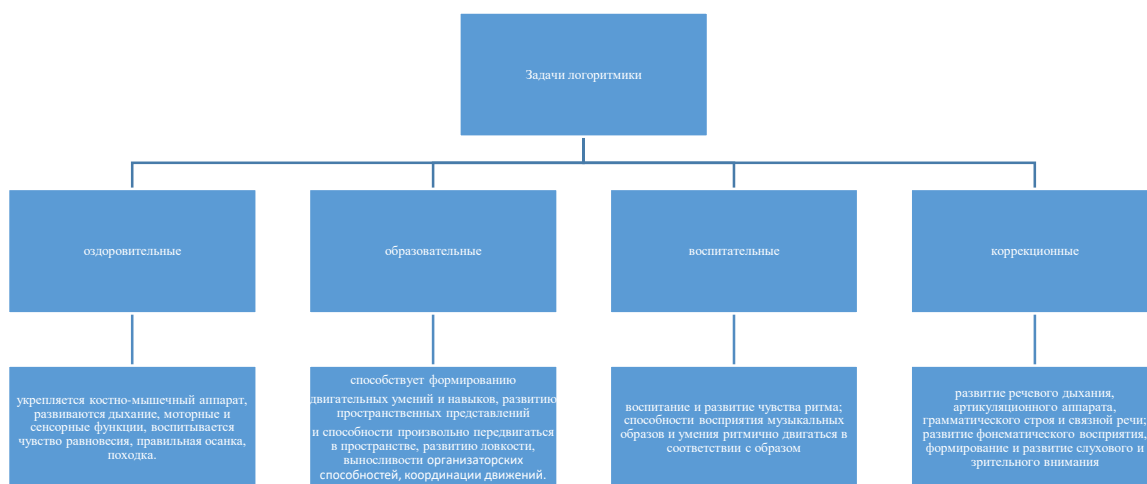 Задачи логоритмики
оздоровительные
образовательные
воспитательные
коррекционные
укрепляется костно-мышечный аппарат,
развиваются дыхание, моторные и
сенсорные функции, воспитывается
чувство равновесия, правильная осанка,
походка.
способствует формированию
двигательных умений и навыков, развитию
пространственных представлений
и способности произвольно передвигаться
в пространстве, развитию ловкости,
выносливости организаторских
способностей, координации движений.
воспитание и развитие чувства ритма;
способности восприятия музыкальных
образов и умения ритмично двигаться в
соответствии с образом
развитие речевого дыхания,
артикуляционного аппарата,
грамматического строя и связной речи;
развитие фонематического восприятия,
формирование и развитие слухового и
зрительного внимания